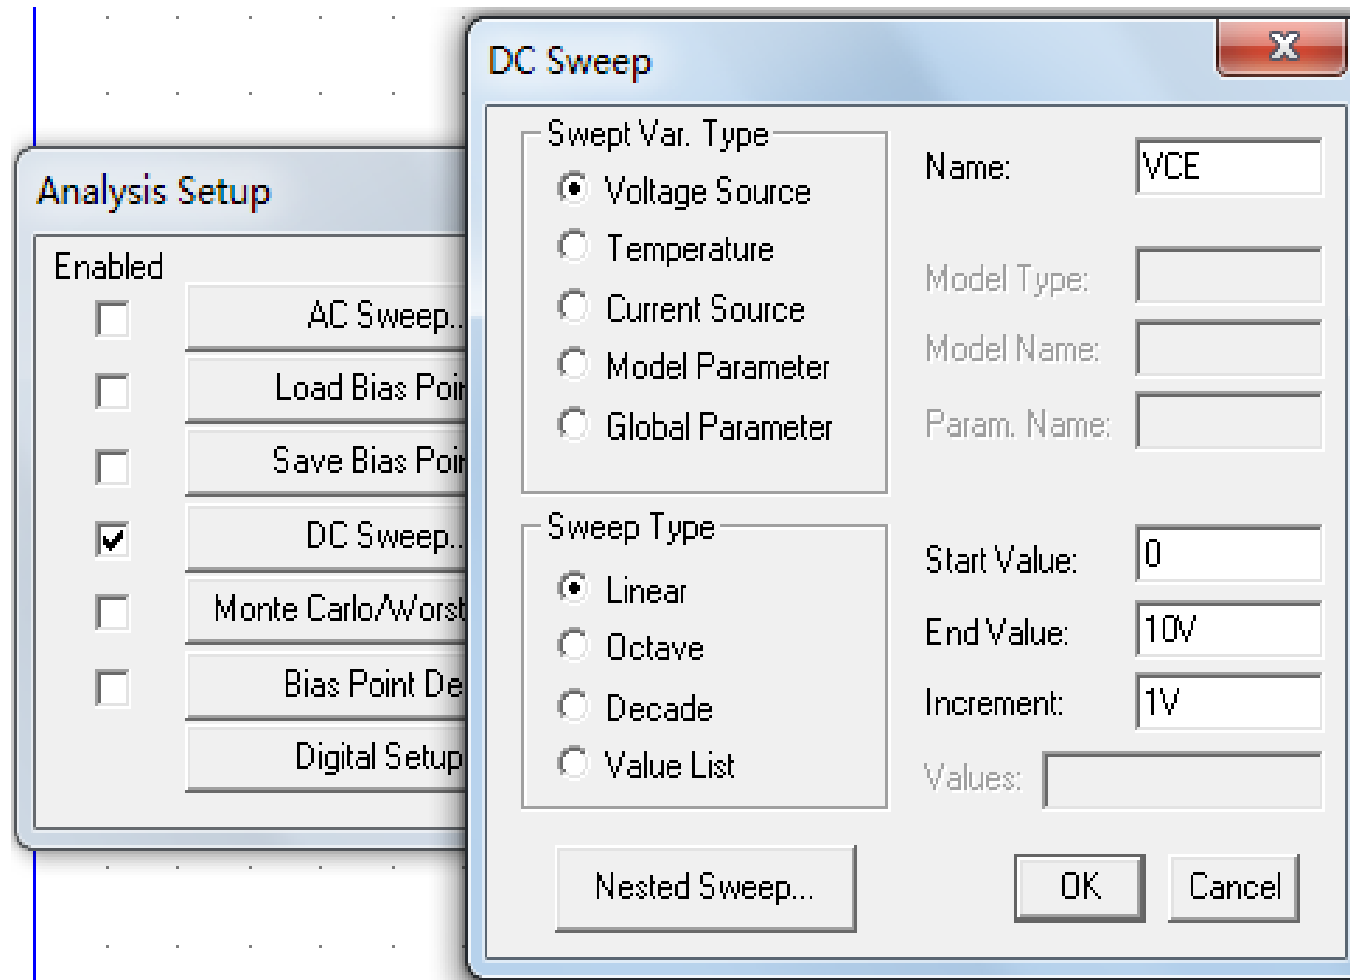 Analysis Setup
Enabled
AC Sweep..
Load Bias Poin
Save Bias Poin
DC Sweep..
Monte Carlo/Worst
Bias Point De
Digital Setup
DC Sweep
Swept Var. Type
Voltage Source
Temperature
Current Source
Model Parameter
Global Parameter
Name: VCE
Model Type:
Model Name:
Param. Name:
Sweep Type
Linear
Octave
Decade
Value List
Start Value: 0
End Value: 10V
Increment: 1V
Values:
Nested Sweep...
OK
Cancel